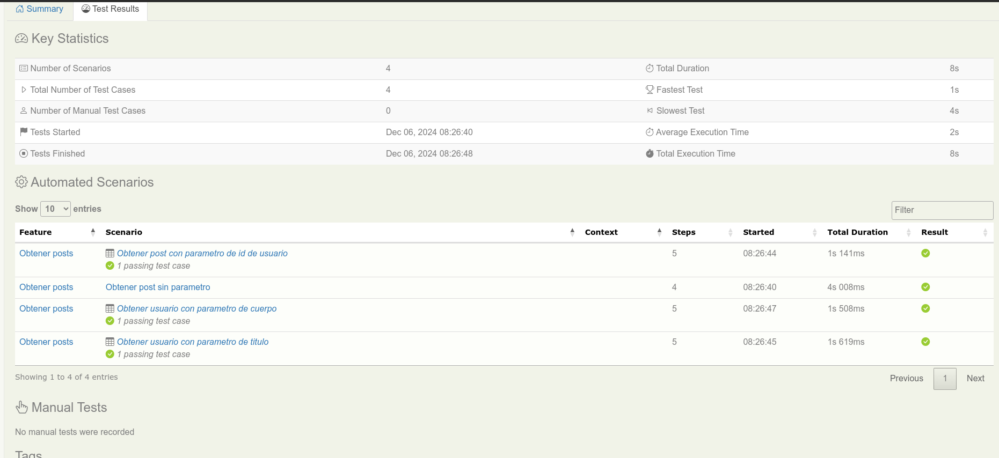 Summary Test Results
Key Statistics
Number of Scenarios 4 Total Duration 8s
Total Number of Test Cases 4 Fastest Test 1s
Number of Manual Test Cases 0 Slowest Test 4s
Tests Started Dec 06, 2024 08:26:40 Average Execution Time 2s
Tests Finished Dec 06, 2024 08:26:48 Total Execution Time 8s
Automated Scenarios
Show 10 entries Filter
Feature Scenario Context Steps Started Total Duration Result
Obtener posts Obtener post con parametro de id de usuario 5 08:26:44 1s 141ms
1 passing test case
Obtener posts Obtener post sin parametro 4 08:26:40 4s 008ms
Obtener posts Obtener usuario con parametro de cuerpo 5 08:26:47 1s 508ms
1 passing test case
Obtener posts Obtener usuario con parametro de titulo 5 08:26:45 1s 619ms
1 passing test case
Showing 1 to 4 of 4 entries Previous 1 Next
Manual Tests
No manual tests were recorded
Tags